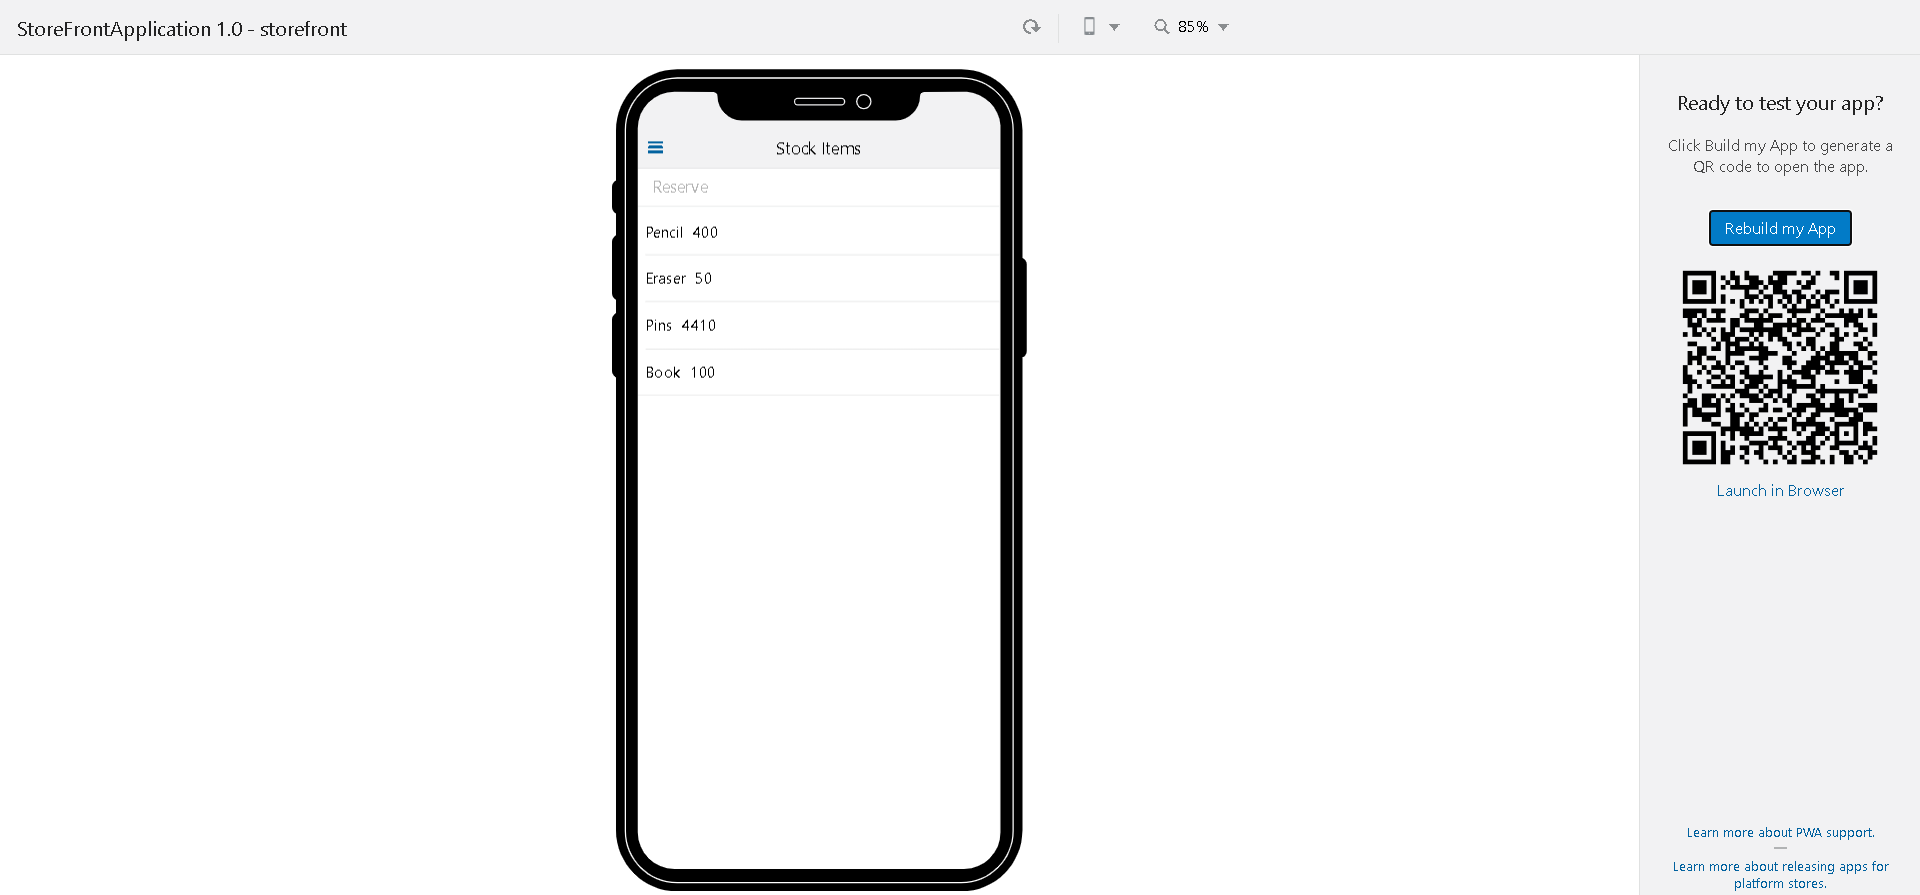 StoreFrontApplication 1.0 - storefront
85%
Stock Items
Reserve
Pencil 400
Eraser 50
Pins 4410
Book 100
Ready to test your app?
Click Build my App to generate a
QR code to open the app.
Rebuild my App
Launch in Browser
Learn more about PWA support.
Learn more about releasing apps for
platform stores.